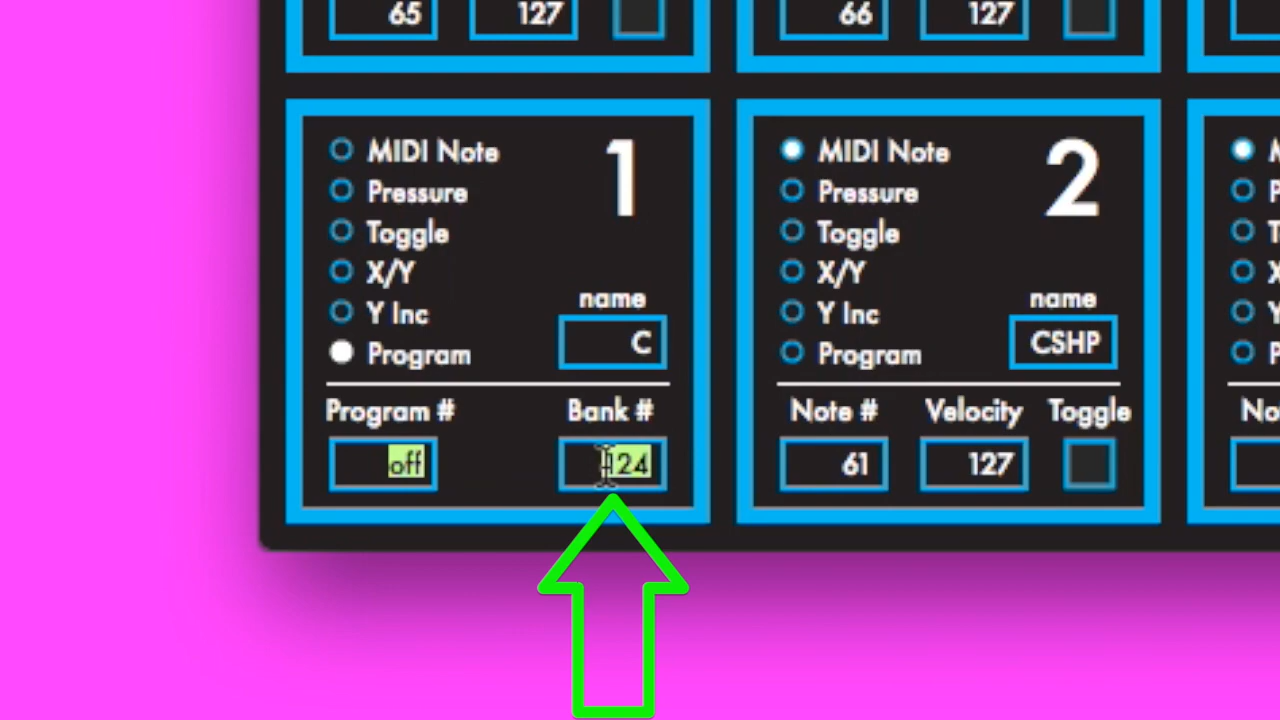 65 127 66 127
MIDI Note 1
Pressure
Toggle
X/Y
Y Inc name
Program C
Program # Bank #
off 124
MIDI Note 2
Pressure
Toggle
X/Y
Y Inc name
Program CSHP
Note # Velocity Toggle
61 127